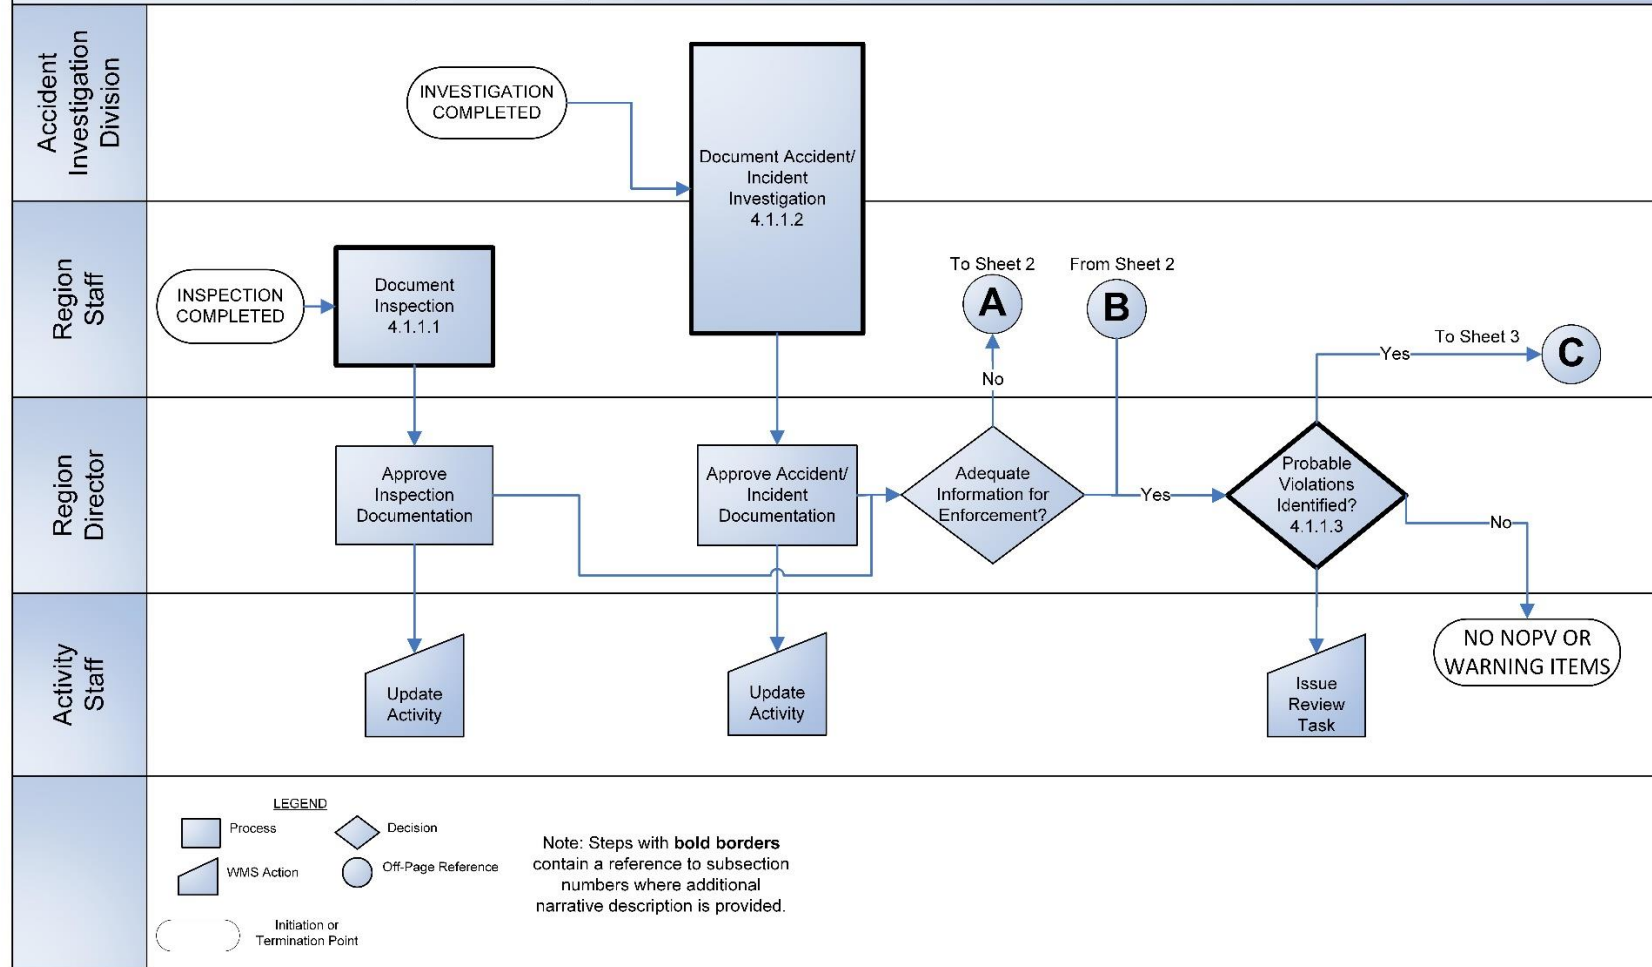 Accident
Investigation
Division
INVESTIGATION
COMPLETED
Document Accident/
Incident
Investigation
4.1.1.2
Region
Staff
INSPECTION
COMPLETED
Document
Inspection
4.1.1.1
To Sheet 2
A
No
From Sheet 2
B
Yes
To Sheet 3
C
Region
Director
Approve
Inspection
Documentation
Approve Accident/
Incident
Documentation
Adequate
Information for
Enforcement?
Yes
Probable
Violations
Identified?
4.1.1.3
No
Activity
Staff
Update
Activity
Update
Activity
Issue
Review
Task
NO NOPV OR
WARNING ITEMS
LEGEND
Process
Decision
WMS Action
Off-Page Reference
Initiation or
Termination Point
Note: Steps with bold borders
contain a reference to subsection
numbers where additional
narrative description is provided.